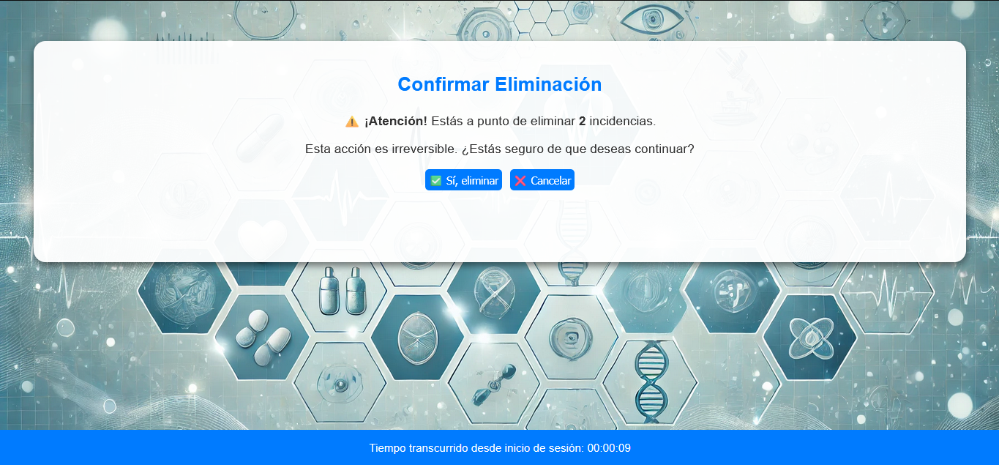 Confirmar Eliminación
⚠️ ¡Atención! Estás a punto de eliminar 2 incidencias.
Esta acción es irreversible. ¿Estás seguro de que deseas continuar?
✅ Sí, eliminar ❌ Cancelar
Tiempo transcurrido desde inicio de sesión: 00:00:09